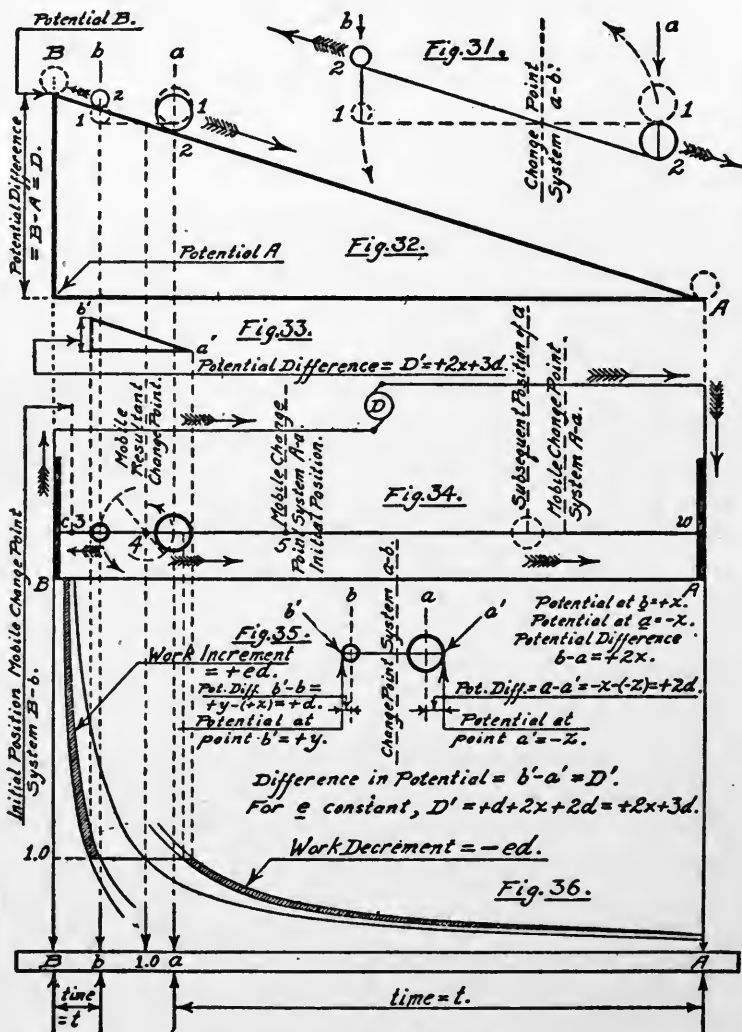 Potential B.
B b a
2
1
1
2
Potential Difference
= B-A = D.
Potential A
Fig. 32.
A
b
2
1
Fig. 31.
Change Point
System a-b.
a
1
2
Fig. 33.
b'
a'
Potential Difference = D' = +2x+3d.
D
Mobile
Resultant
Change Point.
Mobile Change
Point System A-a
Initial Position.
Subsequent Position of a
Mobile Change Point
System A-a.
Fig. 34.
c 3
4
S
w
B
A
Initial Position Mobile Change Point
System B-b.
Change Point System a-b.
Fig. 35.
b' b
a a'
Potential at b = +x.
Potential at a = -x.
Potential Difference
b-a = +2x.
Work Increment
= +ed.
Pot. Diff. b'-b =
+y-(+x) = +d.
Potential at
point b' = +y.
Pot. Diff. = a-a' = -x-(-z) = +2d.
Potential at
point a' = -z.
Difference in Potential = b'-a' = D'.
For e constant, D' = +d+2x+2d = +2x+3d.
1.0
Work Decrement = -ed.
Fig. 36.
B b 1.0 a A
time
= t
time = t.